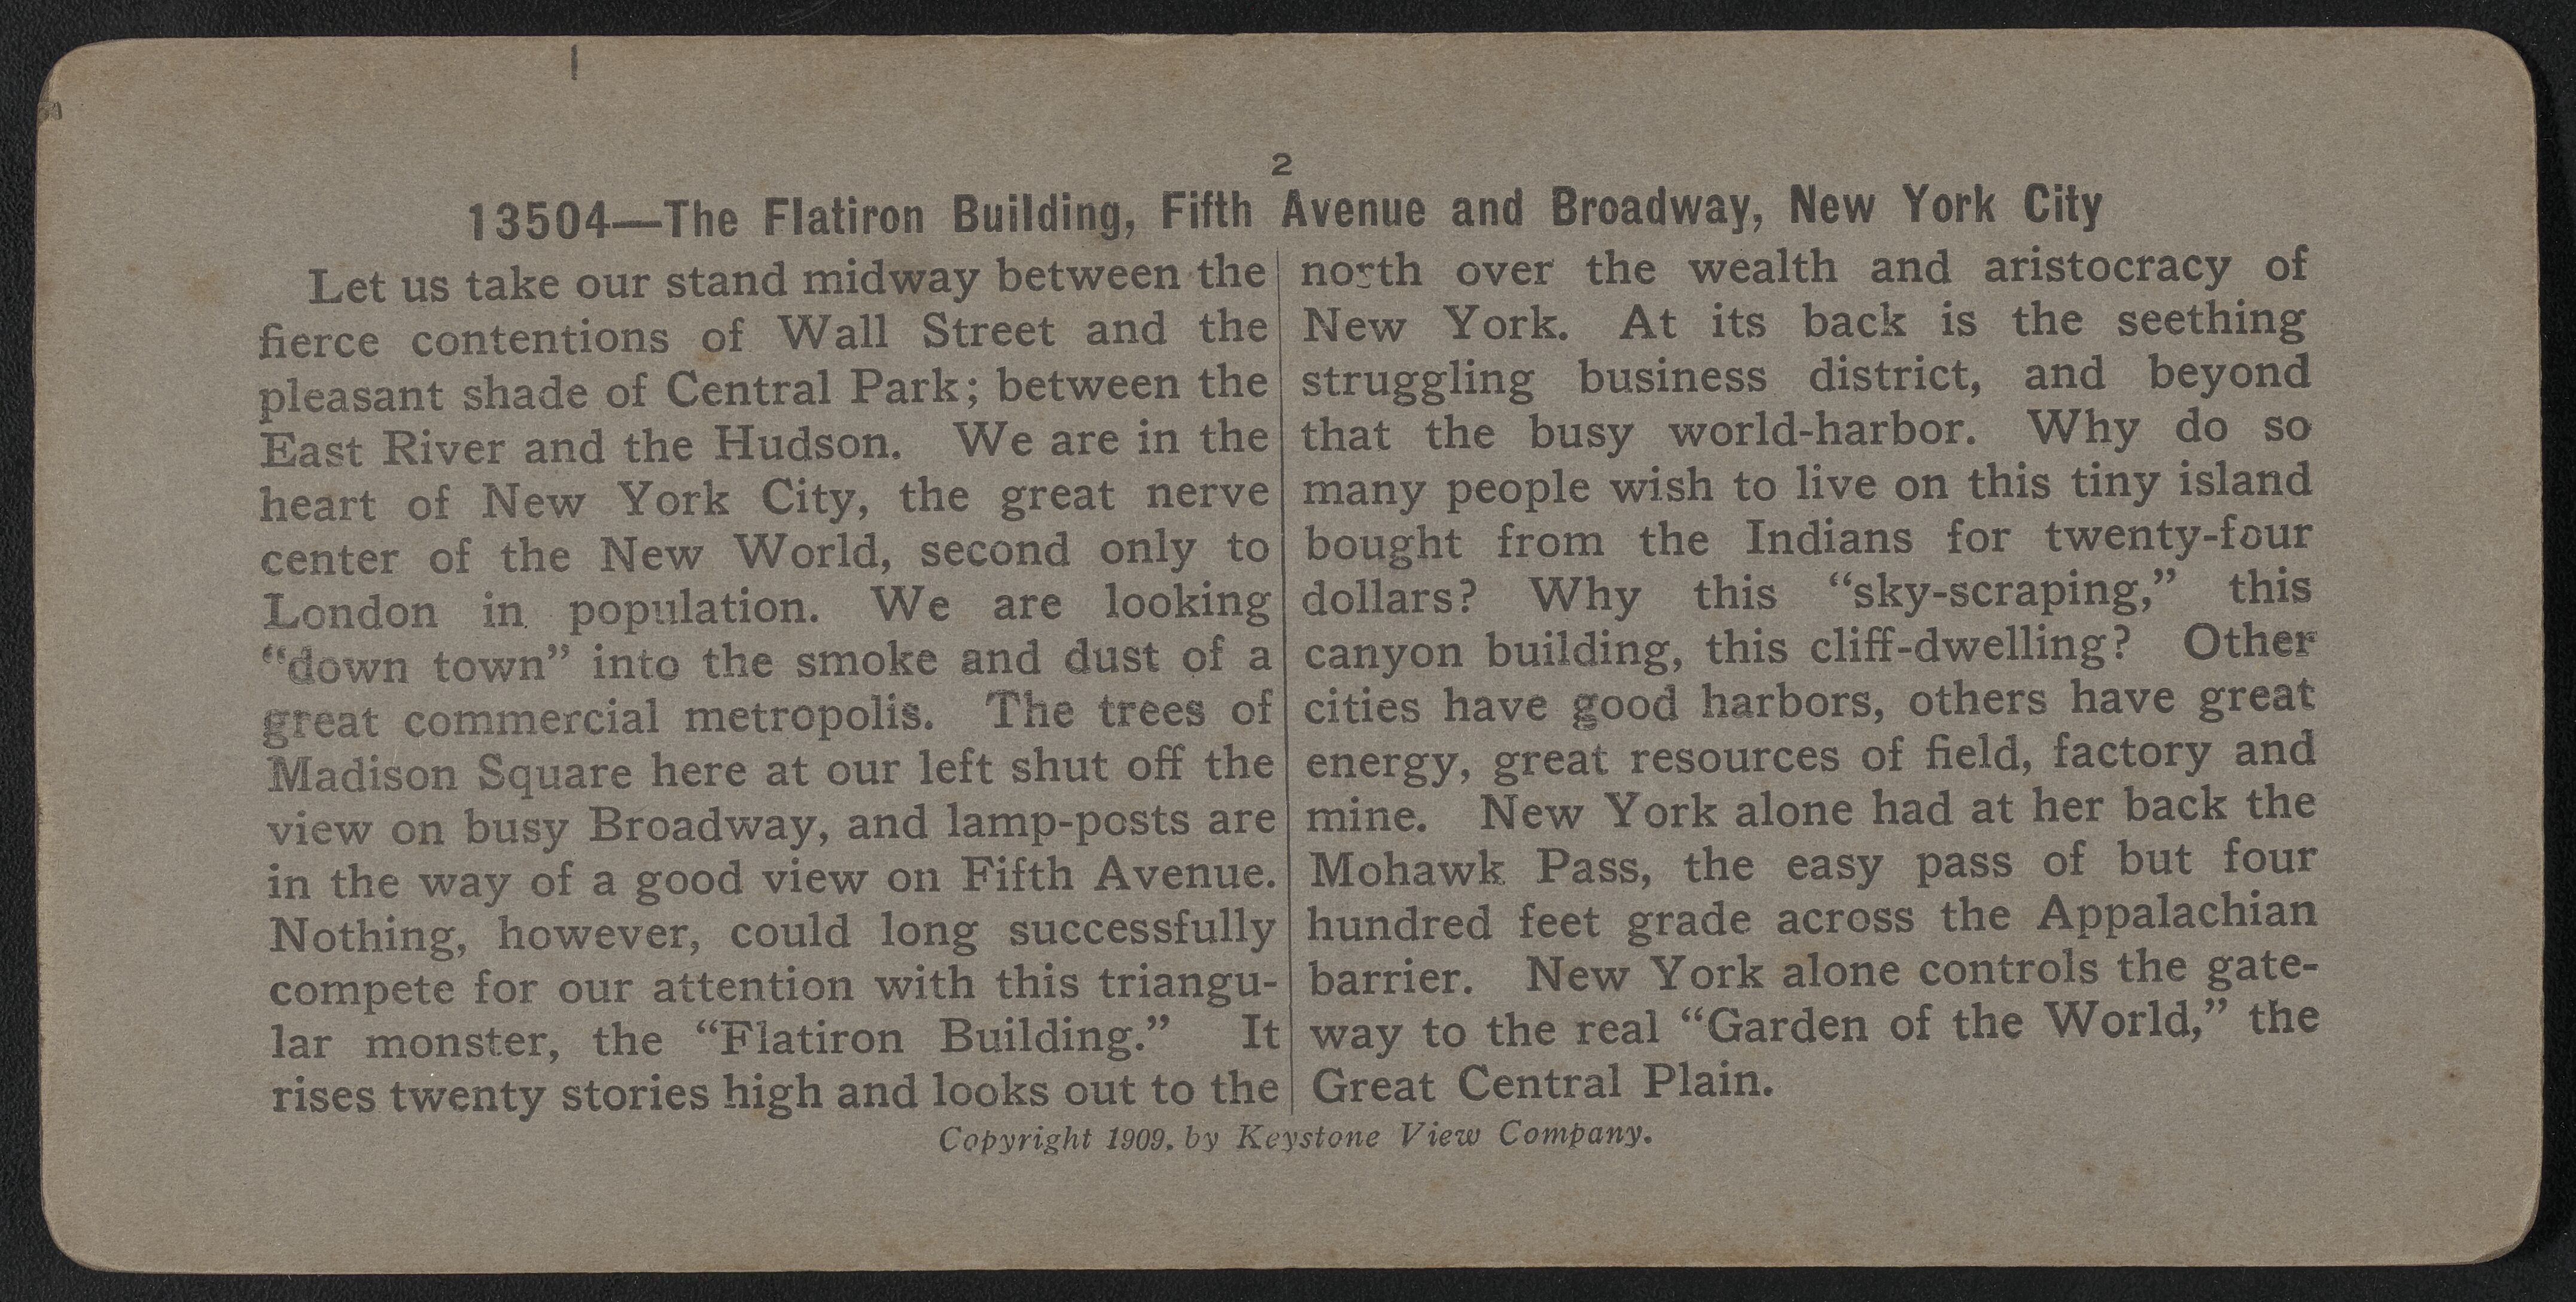 2
13504—The Flatiron Building, Fifth Avenue and Broadway, New York City
Let us take our stand midway between the
fierce contentions of Wall Street and the
pleasant shade of Central Park; between the
East River and the Hudson. We are in the
heart of New York City, the great nerve
center of the New World, second only to
London in population. We are looking
“down town” into the smoke and dust of a
great commercial metropolis. The trees of
Madison Square here at our left shut off the
view on busy Broadway, and lamp-posts are
in the way of a good view on Fifth Avenue.
Nothing, however, could long successfully
compete for our attention with this triangu-
lar monster, the “Flatiron Building.” It
rises twenty stories high and looks out to the
north over the wealth and aristocracy of
New York. At its back is the seething
struggling business district, and beyond
that the busy world-harbor. Why do so
many people wish to live on this tiny island
bought from the Indians for twenty-four
dollars? Why this “sky-scraping,” this
canyon building, this cliff-dwelling? Other
cities have good harbors, others have great
energy, great resources of field, factory and
mine. New York alone had at her back the
Mohawk Pass, the easy pass of but four
hundred feet grade across the Appalachian
barrier. New York alone controls the gate-
way to the real “Garden of the World,” the
Great Central Plain.
Copyright 1909, by Keystone View Company.